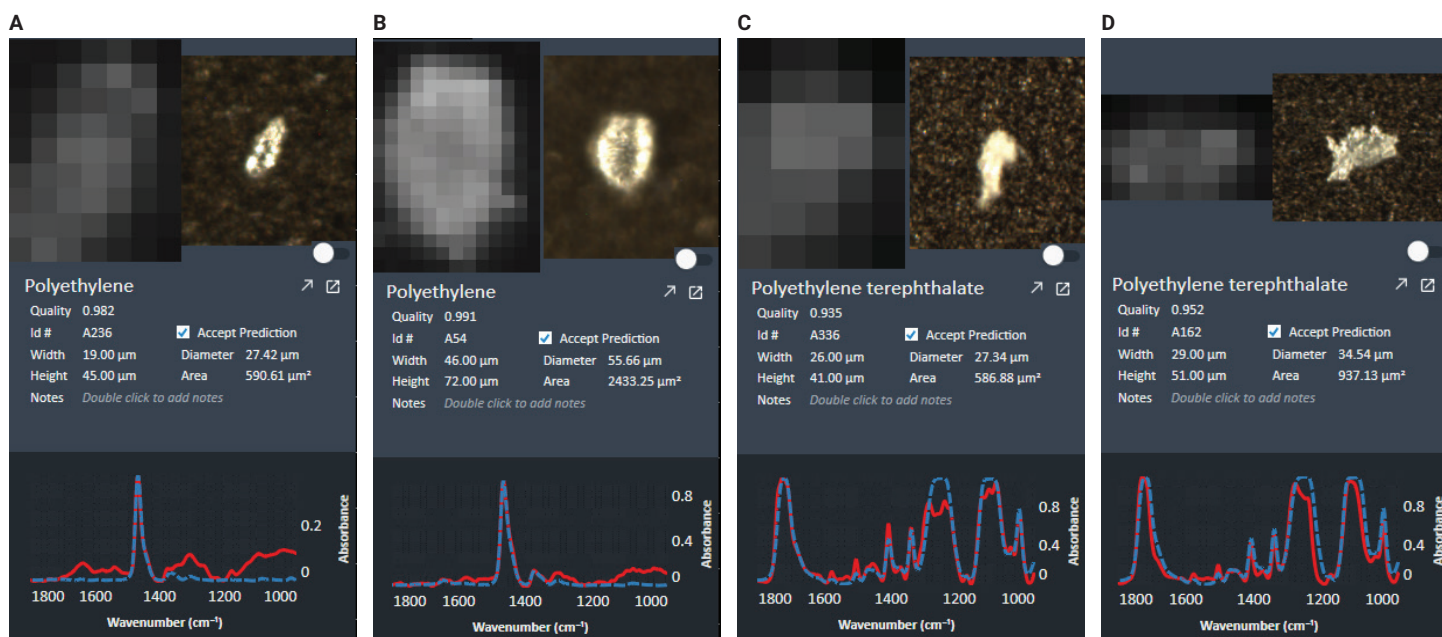 A
Polyethylene
Quality 0.982
Id # A236 Accept Prediction
Width 19.00 μm Diameter 27.42 μm
Height 45.00 μm Area 590.61 μm²
Notes Double click to add notes
0.2
0
Absorbance
1800 1600 1400 1200 1000
Wavenumber (cm⁻¹)
B
Polyethylene
Quality 0.991
Id # A54 Accept Prediction
Width 46.00 μm Diameter 55.66 μm
Height 72.00 μm Area 2433.25 μm²
Notes Double click to add notes
0.8
0.4
0
Absorbance
1800 1600 1400 1200 1000
Wavenumber (cm⁻¹)
C
Polyethylene terephthalate
Quality 0.935
Id # A336 Accept Prediction
Width 26.00 μm Diameter 27.34 μm
Height 41.00 μm Area 586.88 μm²
Notes Double click to add notes
0.8
0.4
0
Absorbance
1800 1600 1400 1200 1000
Wavenumber (cm⁻¹)
D
Polyethylene terephthalate
Quality 0.952
Id # A162 Accept Prediction
Width 29.00 μm Diameter 34.54 μm
Height 51.00 μm Area 937.13 μm²
Notes Double click to add notes
0.8
0.4
0
Absorbance
1800 1600 1400 1200 1000
Wavenumber (cm⁻¹)